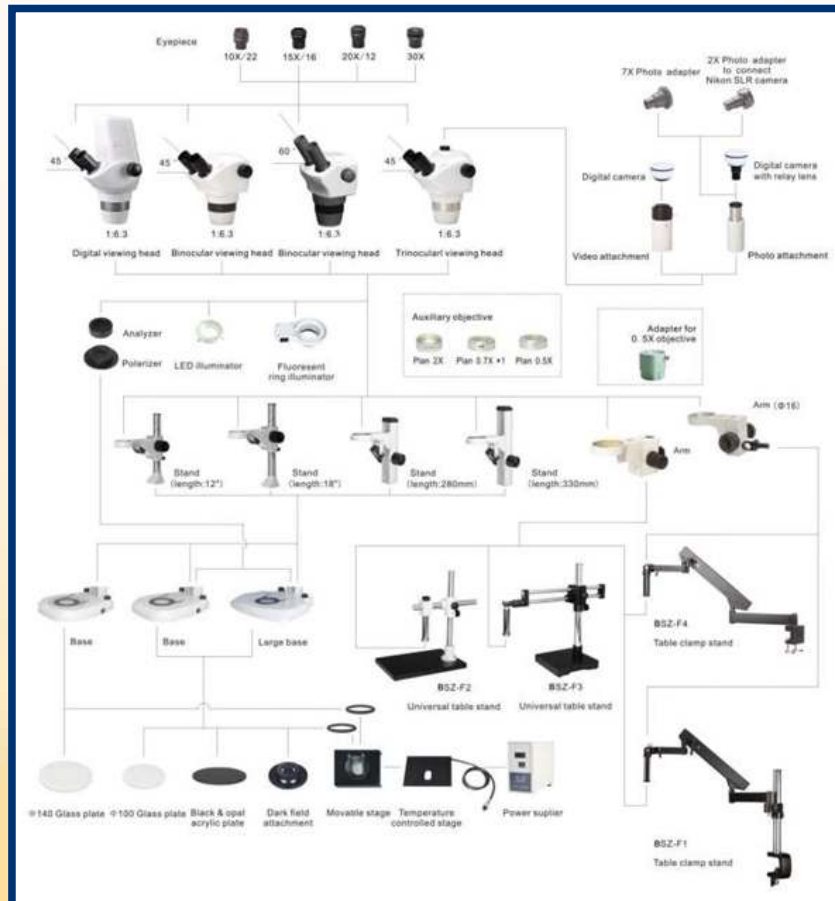 Eyepiece
10X/22 15X/16 20X/12 30X
7X Photo adapter
2X Photo adapter
to connect
Nikon SLR camera
45
45
60
45
Digital camera
Digital camera
with relay lens
1:6.3 1:6.3 1:6.3 1:6.3
Digital viewing head Binocular viewing head Binocular viewing head Trinocularl viewing head
Video attachment Photo attachment
Analyzer
Polarizer
LED illuminator
Fluoresent
ring illuminator
Auxiliary objective
Plan 2X Plan 0.7X +1 Plan 0.5X
Adapter for
0. 5X objective
Arm (Φ16)
Stand
(length:12")
Stand
(length:18")
Stand
(length:280mm)
Stand
(length:330mm)
Arm
Base Base Large base
BSZ-F4
Table clamp stand
BSZ-F2
Universal table stand
BSZ-F3
Universal table stand
Φ140 Glass plate Φ100 Glass plate
Black & opal
acrylic plate
Dark field
attachment
Movable stage
Temperature
controlled stage
Power suplier
BSZ-F1
Table clamp stand